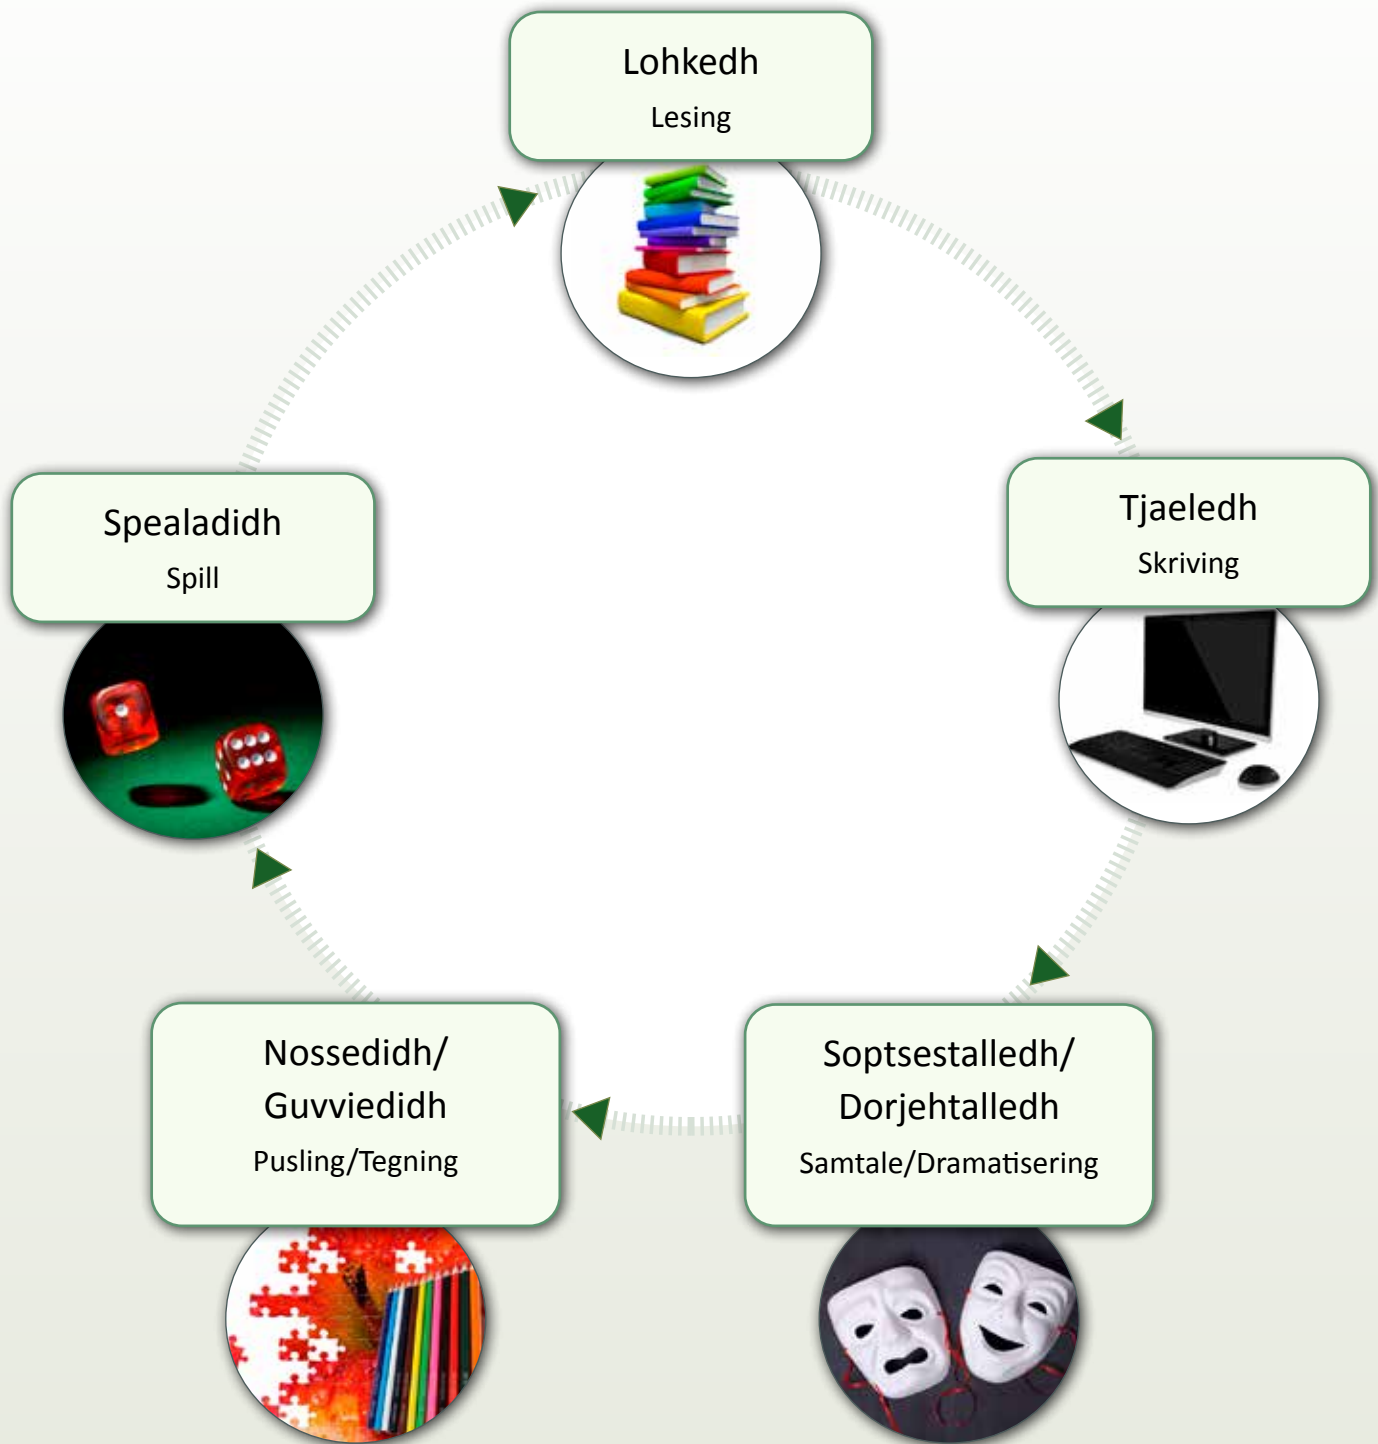 Lohkedh
Lesing
Tjaeledh
Skriving
Soptsestalledh/
Dorjehtalledh
Samtale/Dramatisering
Nossedidh/
Guvviedidh
Pusling/Tegning
Spealadidh
Spill